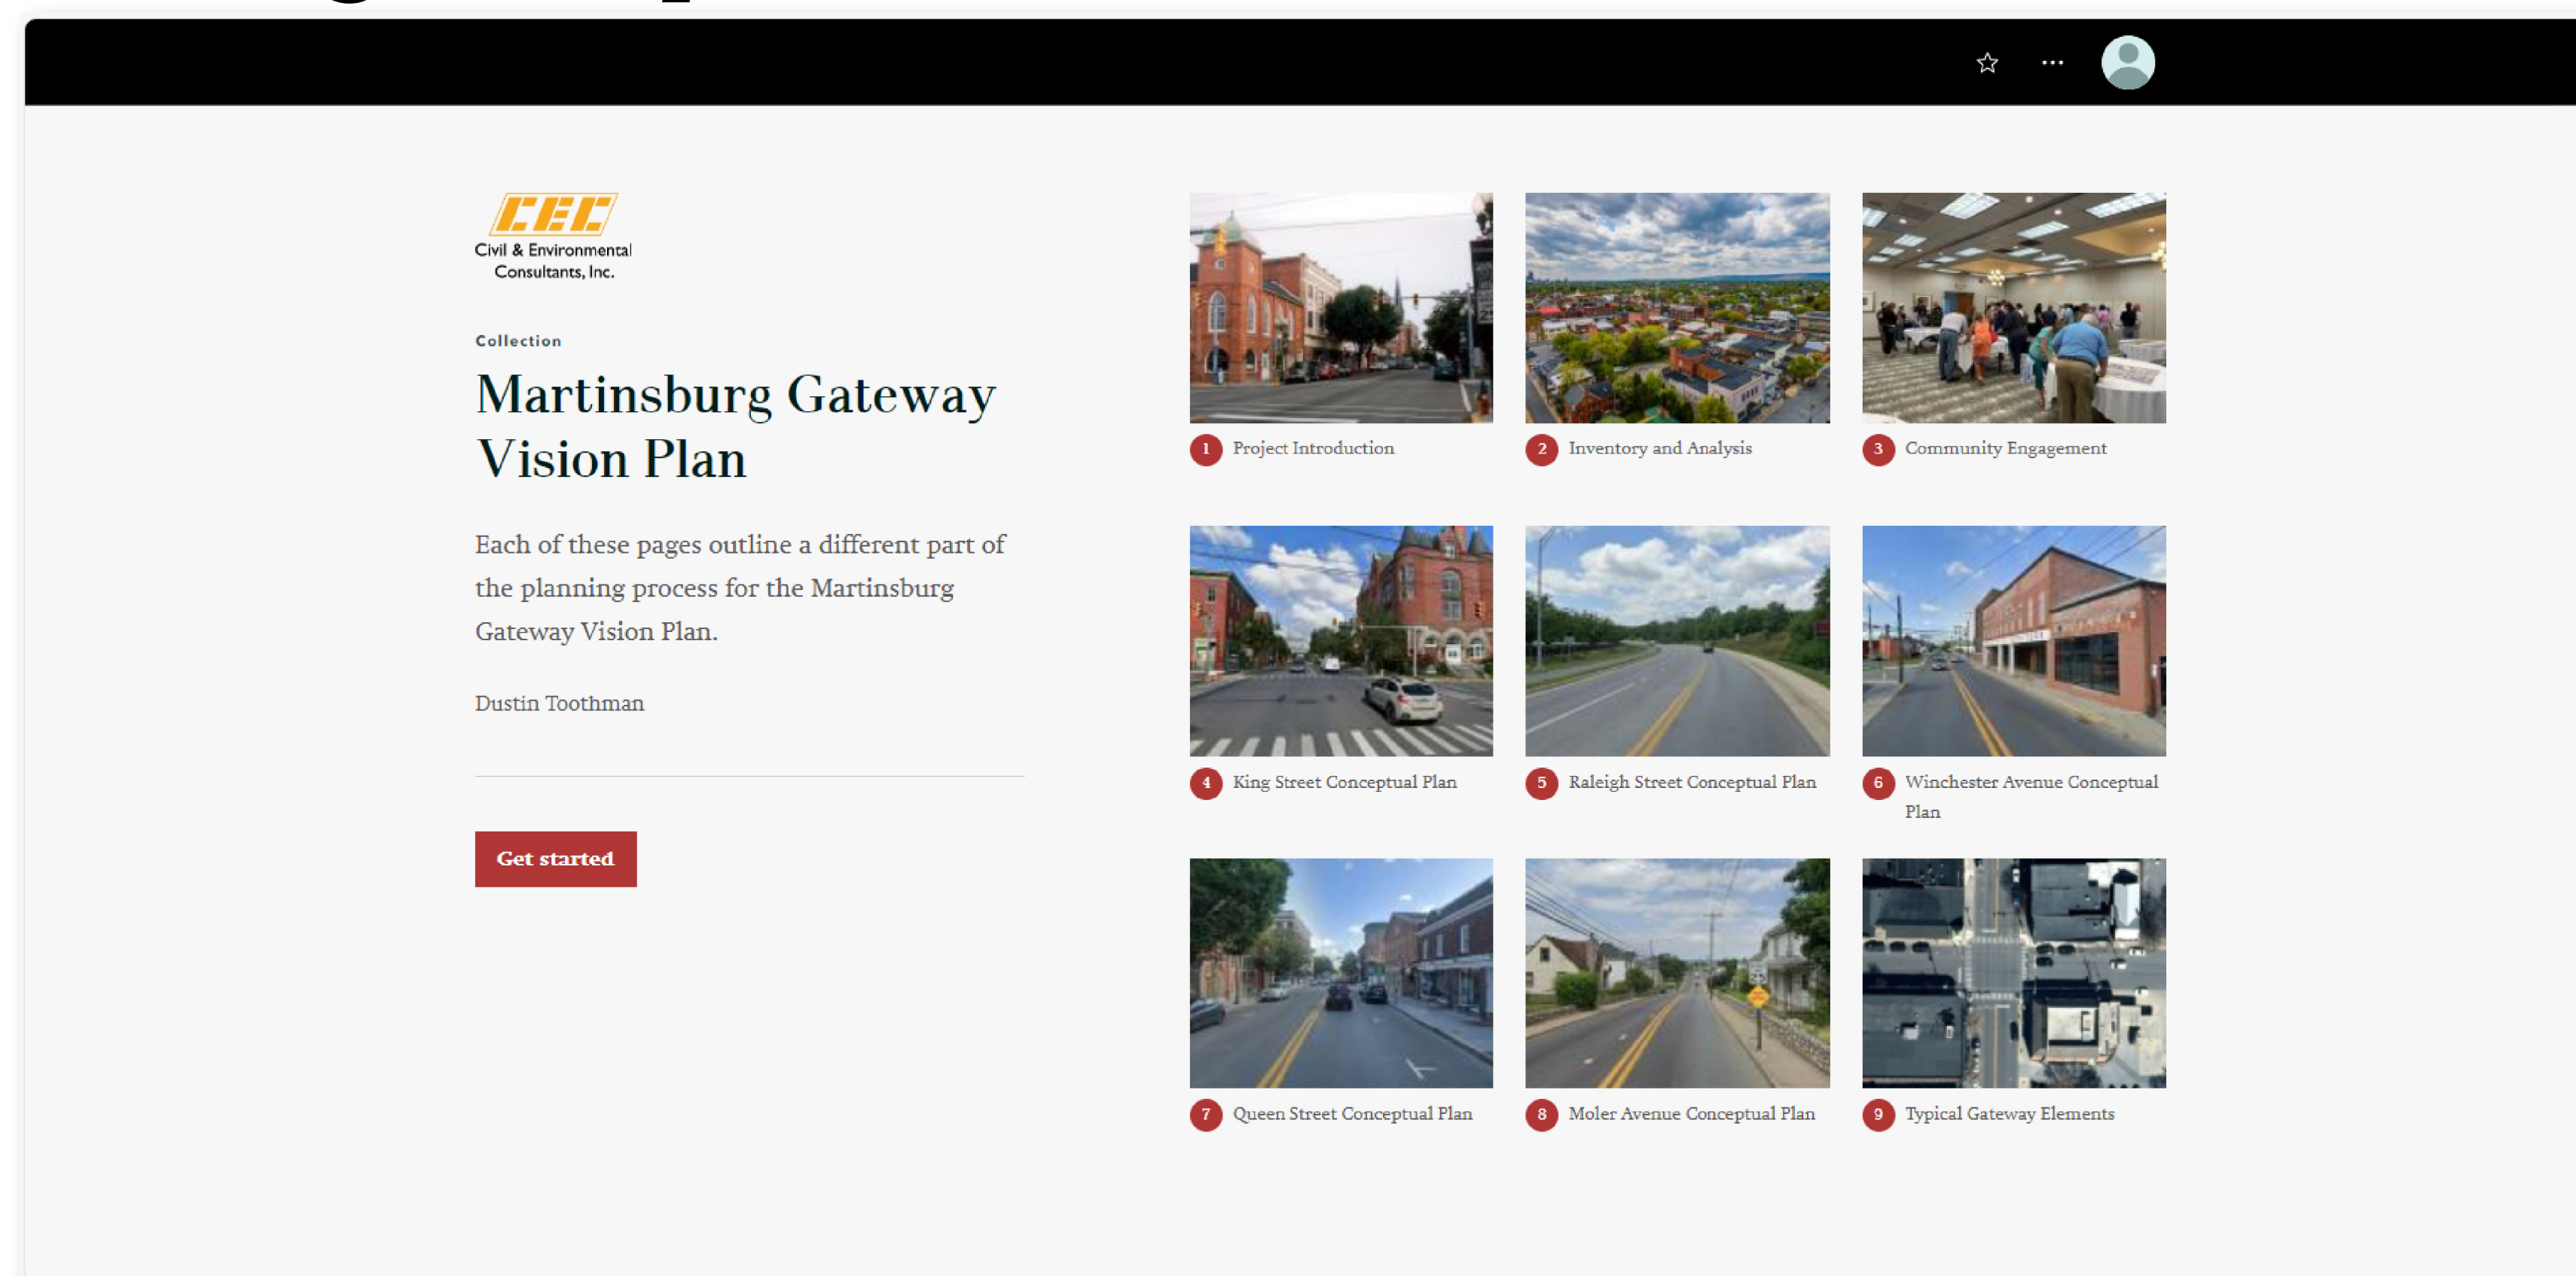 CEC
Civil & Environmental
Consultants, Inc.
Collection
Martinsburg Gateway
Vision Plan
Each of these pages outline a different part of
the planning process for the Martinsburg
Gateway Vision Plan.
Dustin Toothman
Get started
1 Project Introduction
2 Inventory and Analysis
3 Community Engagement
4 King Street Conceptual Plan
5 Raleigh Street Conceptual Plan
6 Winchester Avenue Conceptual
Plan
7 Queen Street Conceptual Plan
8 Moler Avenue Conceptual Plan
9 Typical Gateway Elements